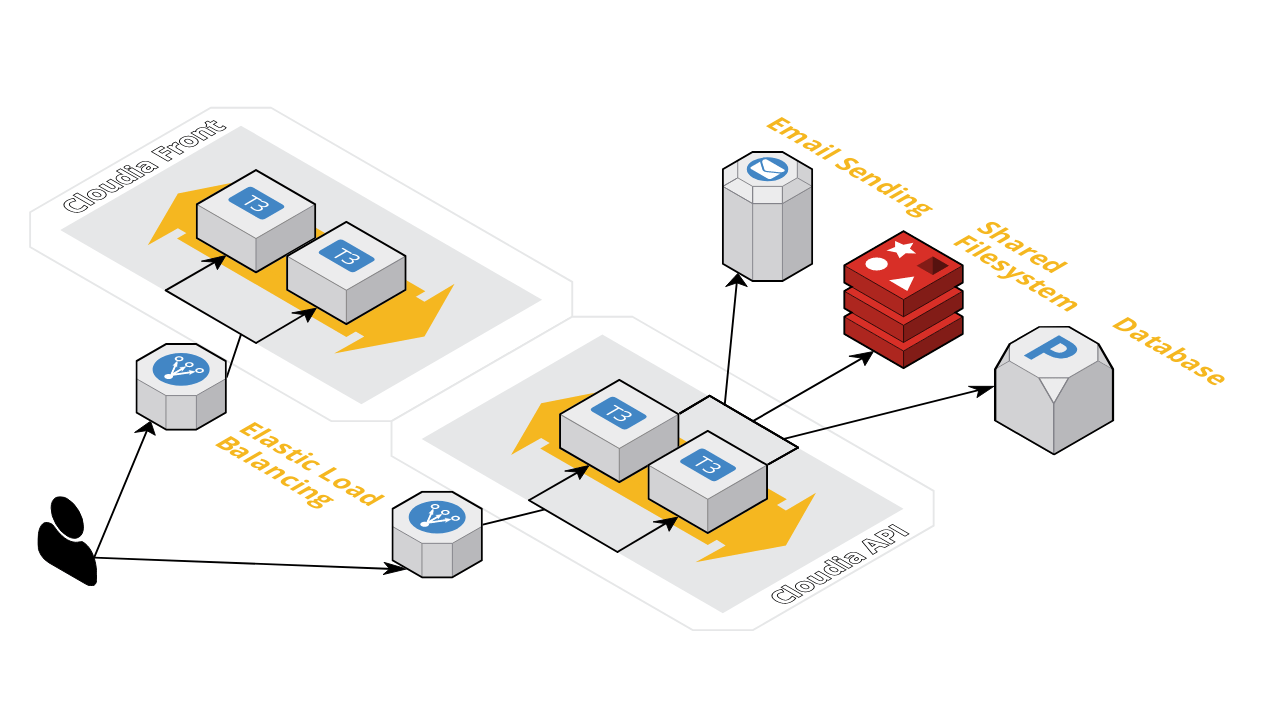 Cloudia Front
T3
T3
Elastic Load
Balancing
Email Sending
Shared
Filesystem
Database
P
T3
T3
Cloudia API